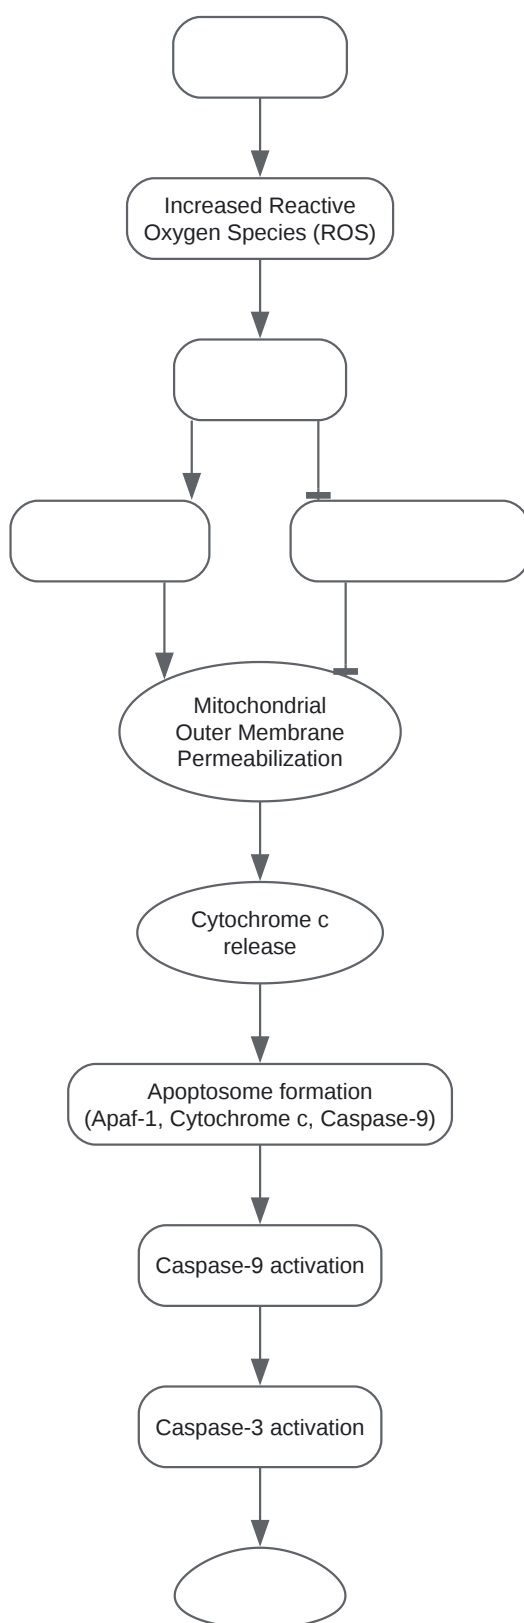 Increased Reactive
Oxygen Species (ROS)
Mitochondrial
Outer Membrane
Permeabilization
Cytochrome c
release
Apoptosome formation
(Apaf-1, Cytochrome c, Caspase-9)
Caspase-9 activation
Caspase-3 activation